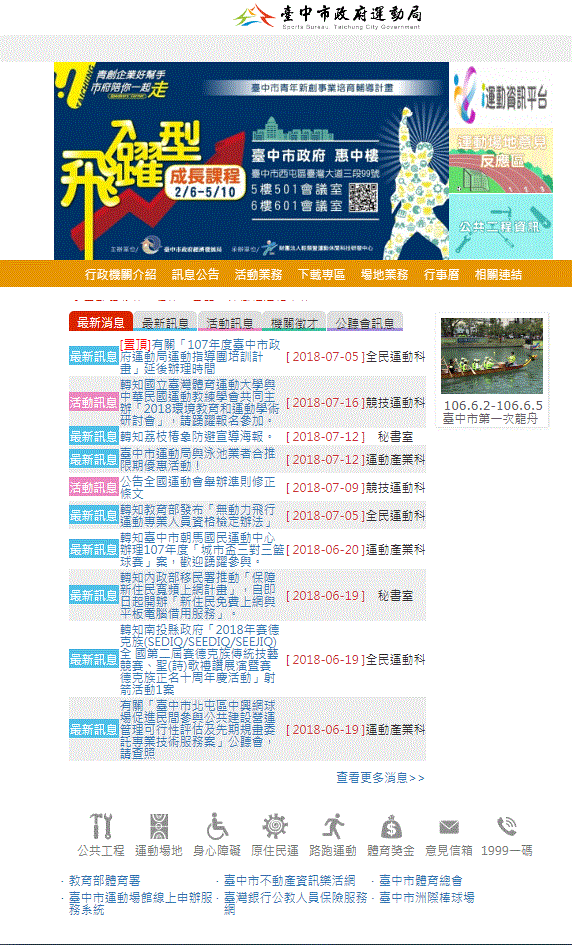 臺中市政府運動局
Sports Bureau, Taichung City Government
青創企業好幫手
市府陪你一起走
臺中市青年新創事業培育輔導計畫
飛躍型
成長課程
2/6-5/10
臺中市政府 惠中樓
臺中市西屯區臺灣大道三段99號
5樓501會議室
6樓601會議室
主辦單位/ 臺中市政府經濟發展局
i運動資訊平台
運動場地意見
反應區
公共工程資訊
行政機關介紹 訊息公告 活動業務 下載專區 場地業務 行事曆 相關連結
最新消息 最新訊息 活動訊息 機關徵才 公聽會訊息
最新訊息 [置頂]有關「107年度臺中市政
府運動局運動指導團培訓計
畫」延後辦理時間 [ 2018-07-05 ] 全民運動科
活動訊息 轉知國立臺灣體育運動大學與
中華民國運動教練學會共同主
辦「2018環境教育和運動學術
研討會」，請踴躍報名參加。 [ 2018-07-16 ] 競技運動科
最新訊息 轉知荔枝椿象防避宣導海報。 [ 2018-07-12 ] 秘書室
最新訊息 臺中市運動局與泳池業者合推
限期優惠活動！ [ 2018-07-12 ] 運動產業科
活動訊息 公告全國運動會舉辦準則修正
條文 [ 2018-07-09 ] 競技運動科
最新訊息 轉知教育部發布「無動力飛行
運動專業人員資格檢定辦法」 [ 2018-07-05 ] 全民運動科
最新訊息 轉知臺中市朝馬國民運動中心
辦理107年度「城市盃三對三籃
球賽」案，歡迎踴躍參與。 [ 2018-06-20 ] 運動產業科
最新訊息 轉知內政部移民署推動「保障
新住民寬頻上網計畫」，自即
日起開辦「新住民免費上網與
平板電腦借用服務」。 [ 2018-06-19 ] 秘書室
最新訊息 轉知南投縣政府「2018年賽德
克族(SEDIQ/SEEDIQ/SEEJIQ)
全 國第二屆賽德克族傳統技藝
競賽、聖(詩)歌禮讚展演暨賽
德克族正名十周年慶活動」射
箭活動1案 [ 2018-06-19 ] 全民運動科
最新訊息 有關「臺中市北屯區中興網球
場促進民間參與公共建設營運
管理可行性評估及先期規畫委
託專業技術服務案」公聽會，
請查照 [ 2018-06-19 ] 運動產業科
查看更多消息>>
106.6.2-106.6.5
臺中市第一次龍舟
公共工程 運動場地 身心障礙 原住民運 路跑運動 體育獎金 意見信箱 1999一碼
· 教育部體育署 · 臺中市不動產資訊樂活網 · 臺中市體育總會
· 臺中市運動場館線上申辦服
務系統 · 臺灣銀行公教人員保險服務
網 · 臺中市洲際棒球場